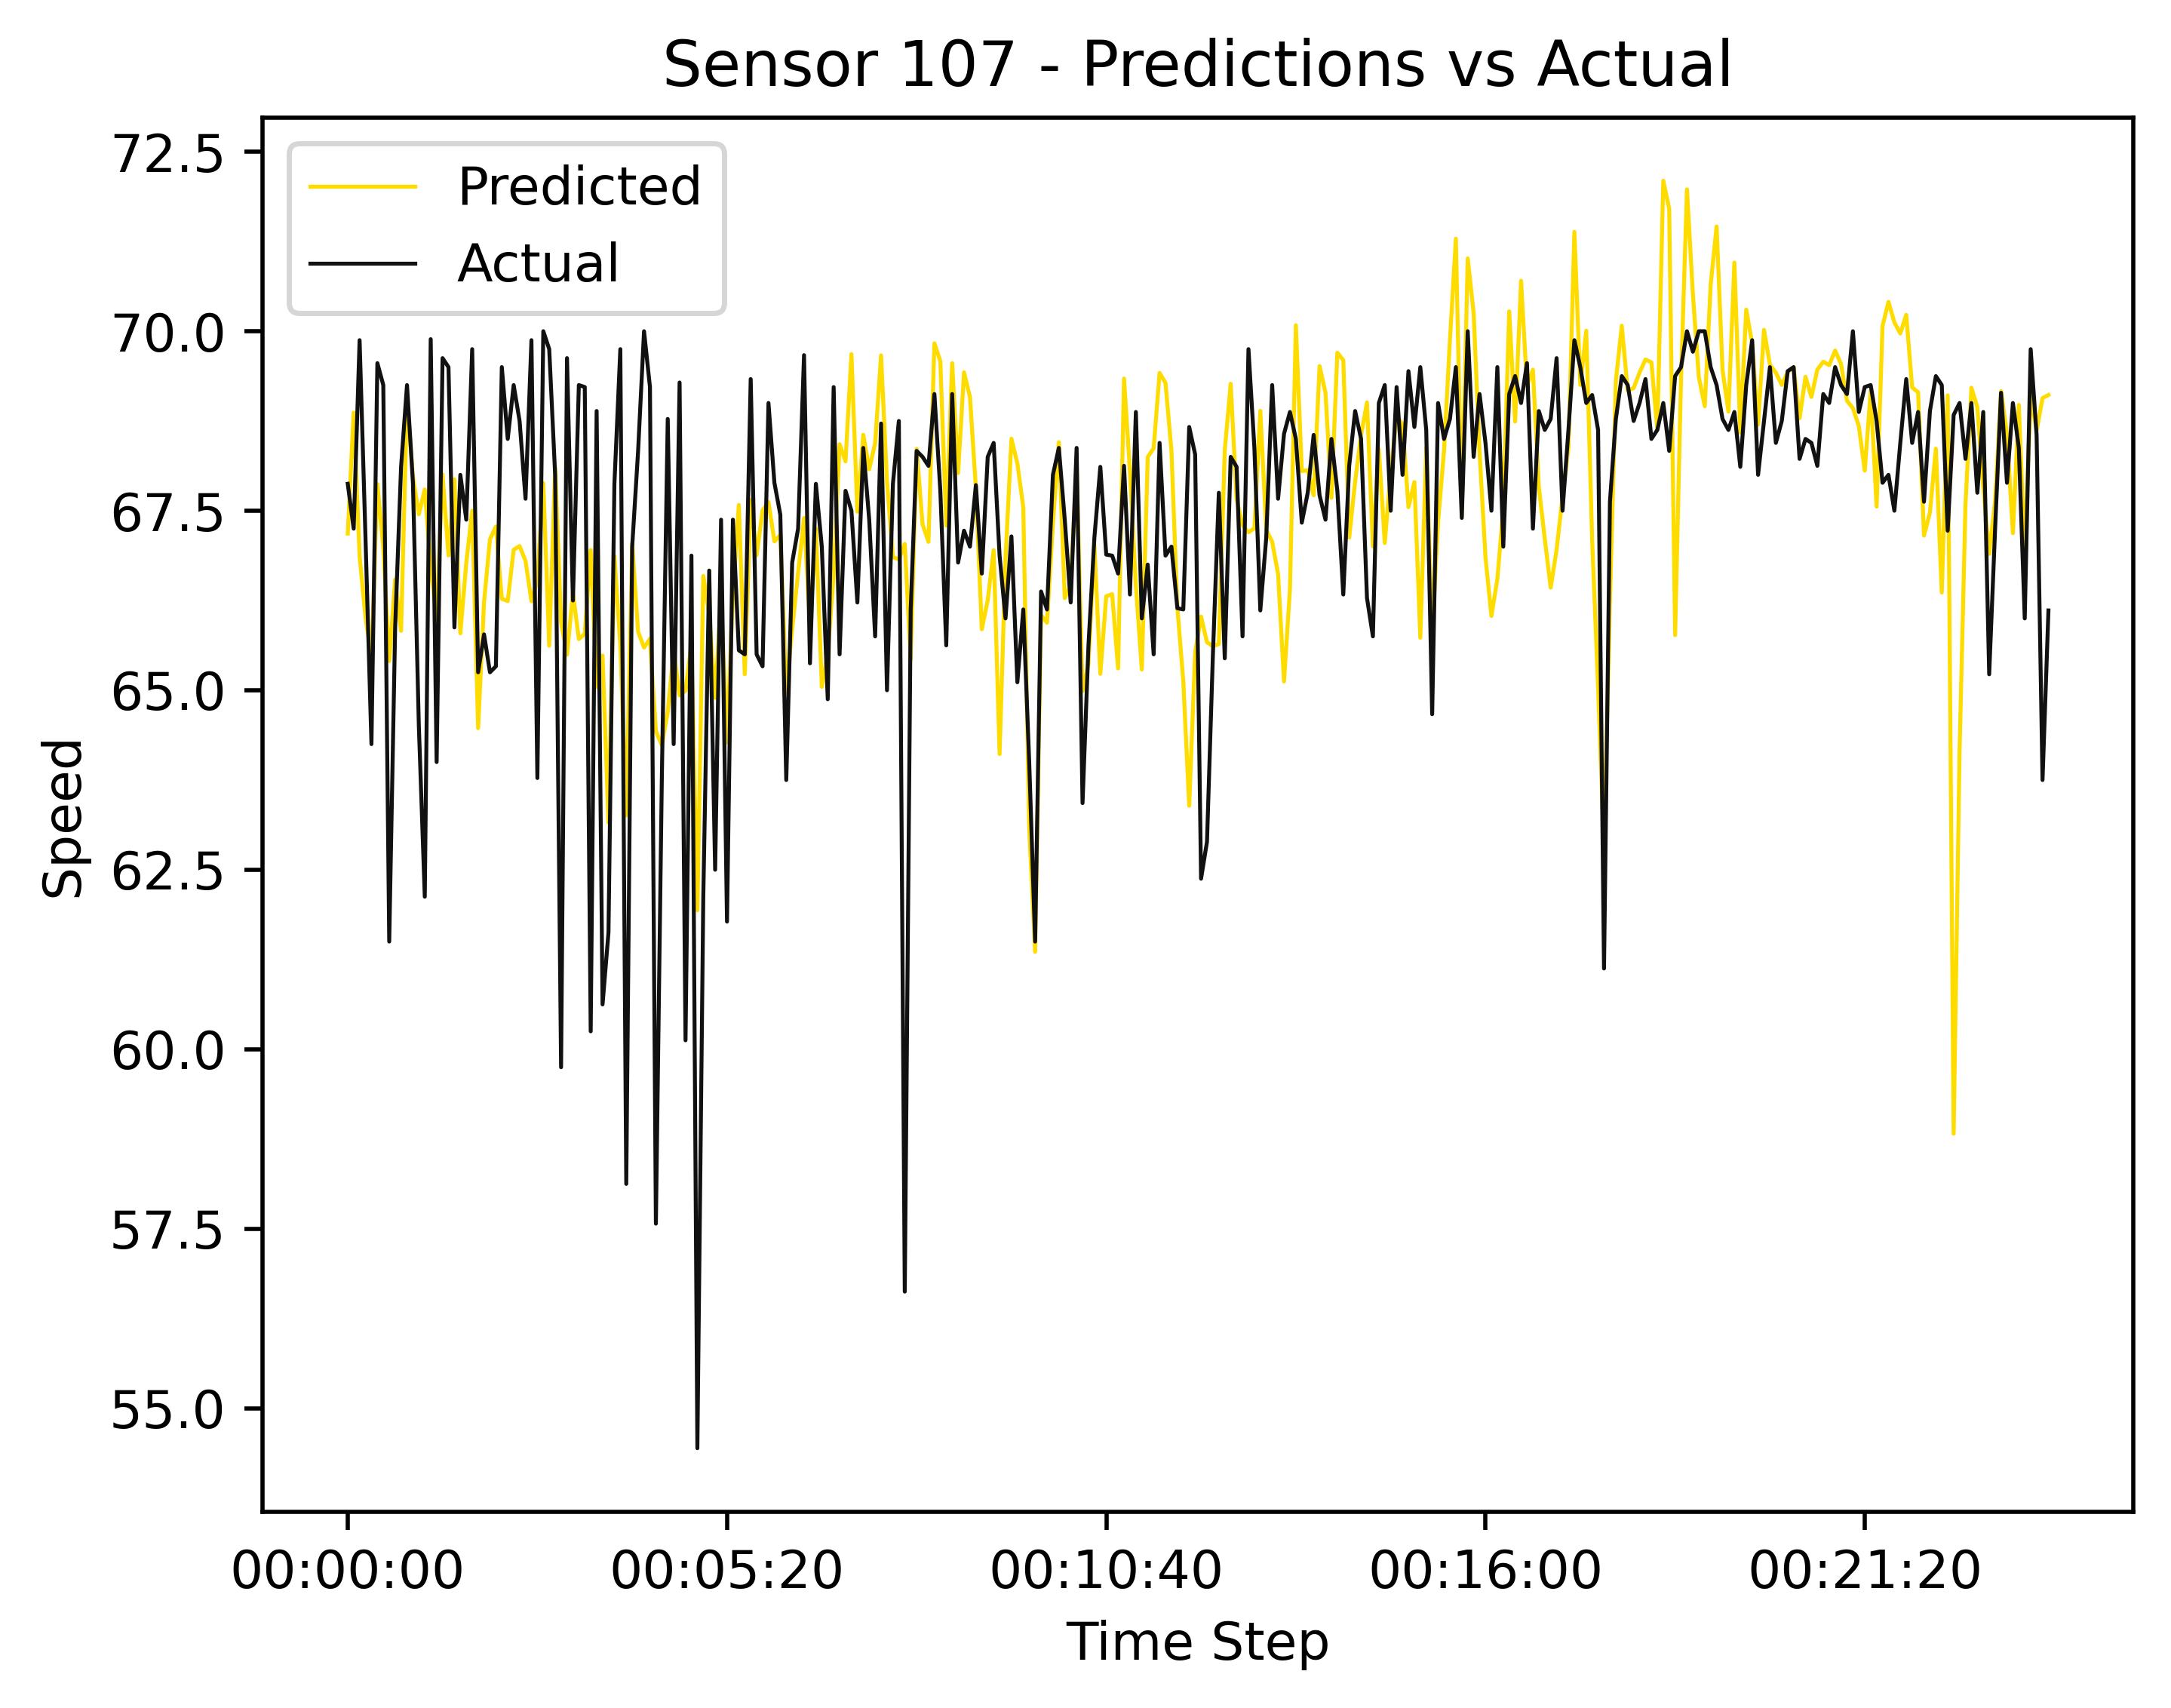 Sensor 107 - Predictions vs Actual
Predicted
Actual
72.5
70.0
67.5
65.0
62.5
60.0
57.5
55.0
Speed
00:00:00
00:05:20
00:10:40
00:16:00
00:21:20
Time Step